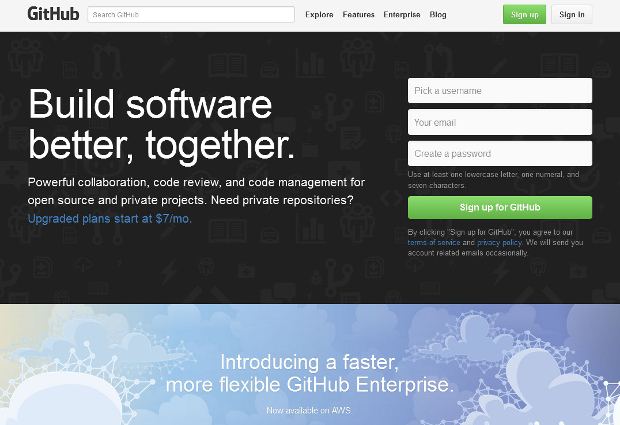 GitHub
Search GitHub
Explore Features Enterprise Blog
Sign up
Sign in
Build software
better, together.
Powerful collaboration, code review, and code management for
open source and private projects. Need private repositories?
Upgraded plans start at $7/mo.
Pick a username
Your email
Create a password
Use at least one lowercase letter, one numeral, and
seven characters.
Sign up for GitHub
By clicking "Sign up for GitHub", you agree to our
terms of service and privacy policy. We will send you
account related emails occasionally.
Introducing a faster,
more flexible GitHub Enterprise.
Now available on AWS